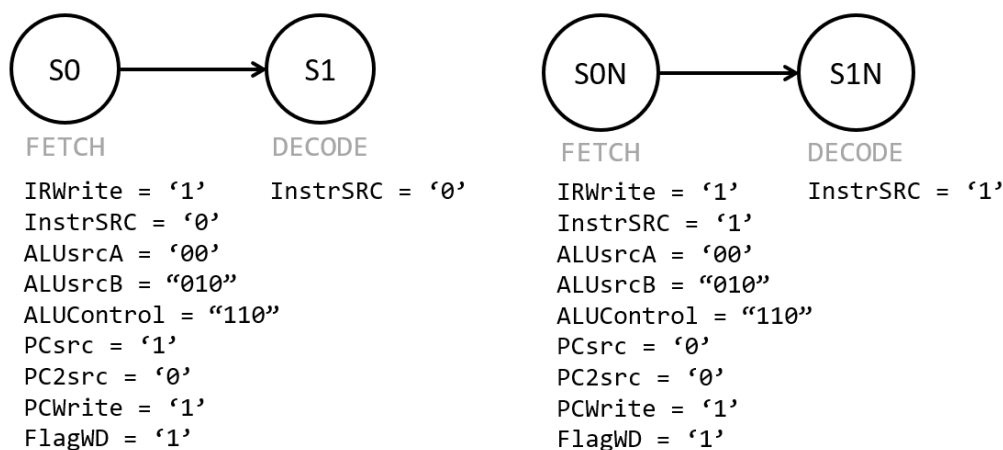 S0 S1 S0N S1N
FETCH DECODE FETCH DECODE
IRWrite = ‘1’ InstrSRC = ‘0’ IRWrite = ‘1’ InstrSRC = ‘1’
InstrSRC = ‘0’ InstrSRC = ‘1’
ALUsrcA = ‘00’ ALUsrcA = ‘00’
ALUsrcB = “010” ALUsrcB = “010”
ALUControl = “110” ALUControl = “110”
PCsrc = ‘1’ PCsrc = ‘0’
PC2src = ‘0’ PC2src = ‘0’
PCWrite = ‘1’ PCWrite = ‘1’
FlagWD = ‘1’ FlagWD = ‘1’